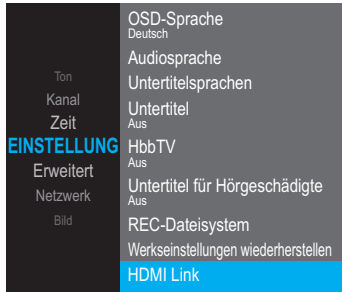 Ton
Kanal
Zeit
EINSTELLUNG
Erweitert
Netzwerk
Bild
OSD-Sprache
Deutsch
Audiosprache
Untertitelsprachen
Untertitel
Aus
HbbTV
Aus
Untertitel für Hörgeschädigte
Aus
REC-Dateisystem
Werkseinstellungen wiederherstellen
HDMI Link